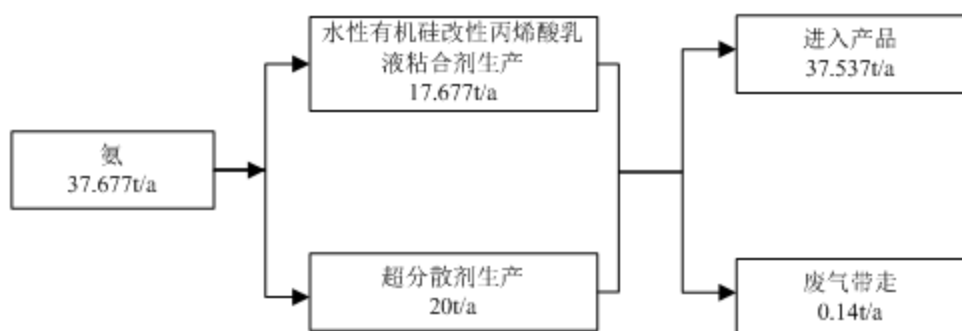 氨
37.677t/a
水性有机硅改性丙烯酸乳
液粘合剂生产
17.677t/a
超分散剂生产
20t/a
进入产品
37.537t/a
废气带走
0.14t/a